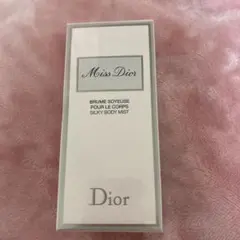 Miss Dior
BRUME SOYEUSE
POUR LE CORPS
SILKY BODY MIST
Dior